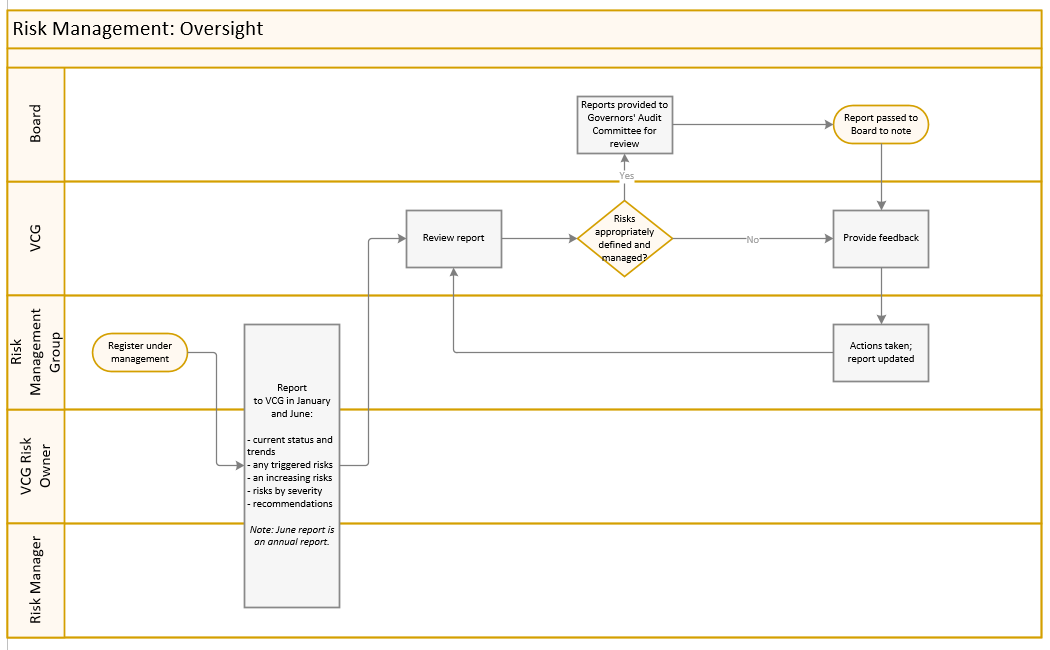 Risk Management: Oversight
Board
Reports provided to
Governors' Audit
Committee for
review
Report passed to
Board to note
Yes
VCG
Review report
Risks
appropriately
defined and
managed?
No
Provide feedback
Risk
Management
Group
Register under
management
Actions taken;
report updated
Report
to VCG in January
and June:
- current status and
trends
- any triggered risks
- an increasing risks
- risks by severity
- recommendations
Note: June report is
an annual report.
VCG Risk
Owner
Risk Manager